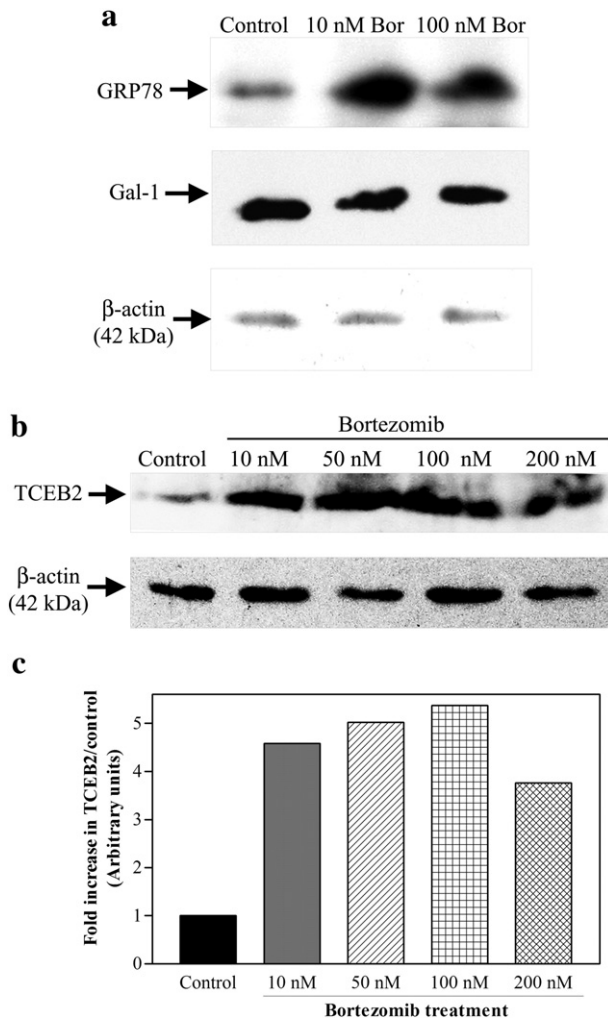 a
Control 10 nM Bor 100 nM Bor
GRP78
Gal-1
β-actin
(42 kDa)
b
Bortezomib
Control 10 nM 50 nM 100 nM 200 nM
TCEB2
β-actin
(42 kDa)
c
Fold increase in TCEB2/control
(Arbitrary units)
5
4
3
2
1
0
Control 10 nM 50 nM 100 nM 200 nM
Bortezomib treatment